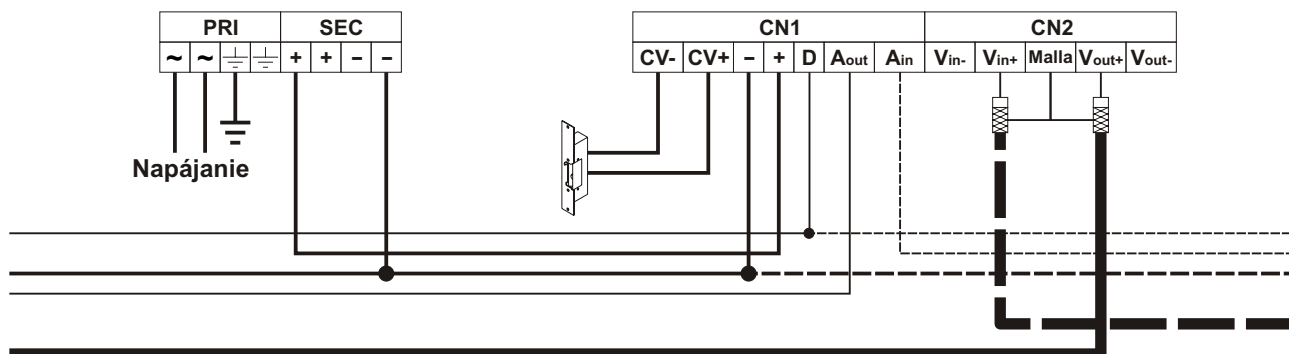 PRI SEC CN1 CN2
~ ~ + + – – CV- CV+ – + D Aout Ain Vin- Vin+ Malla Vout+ Vout-
Napájanie